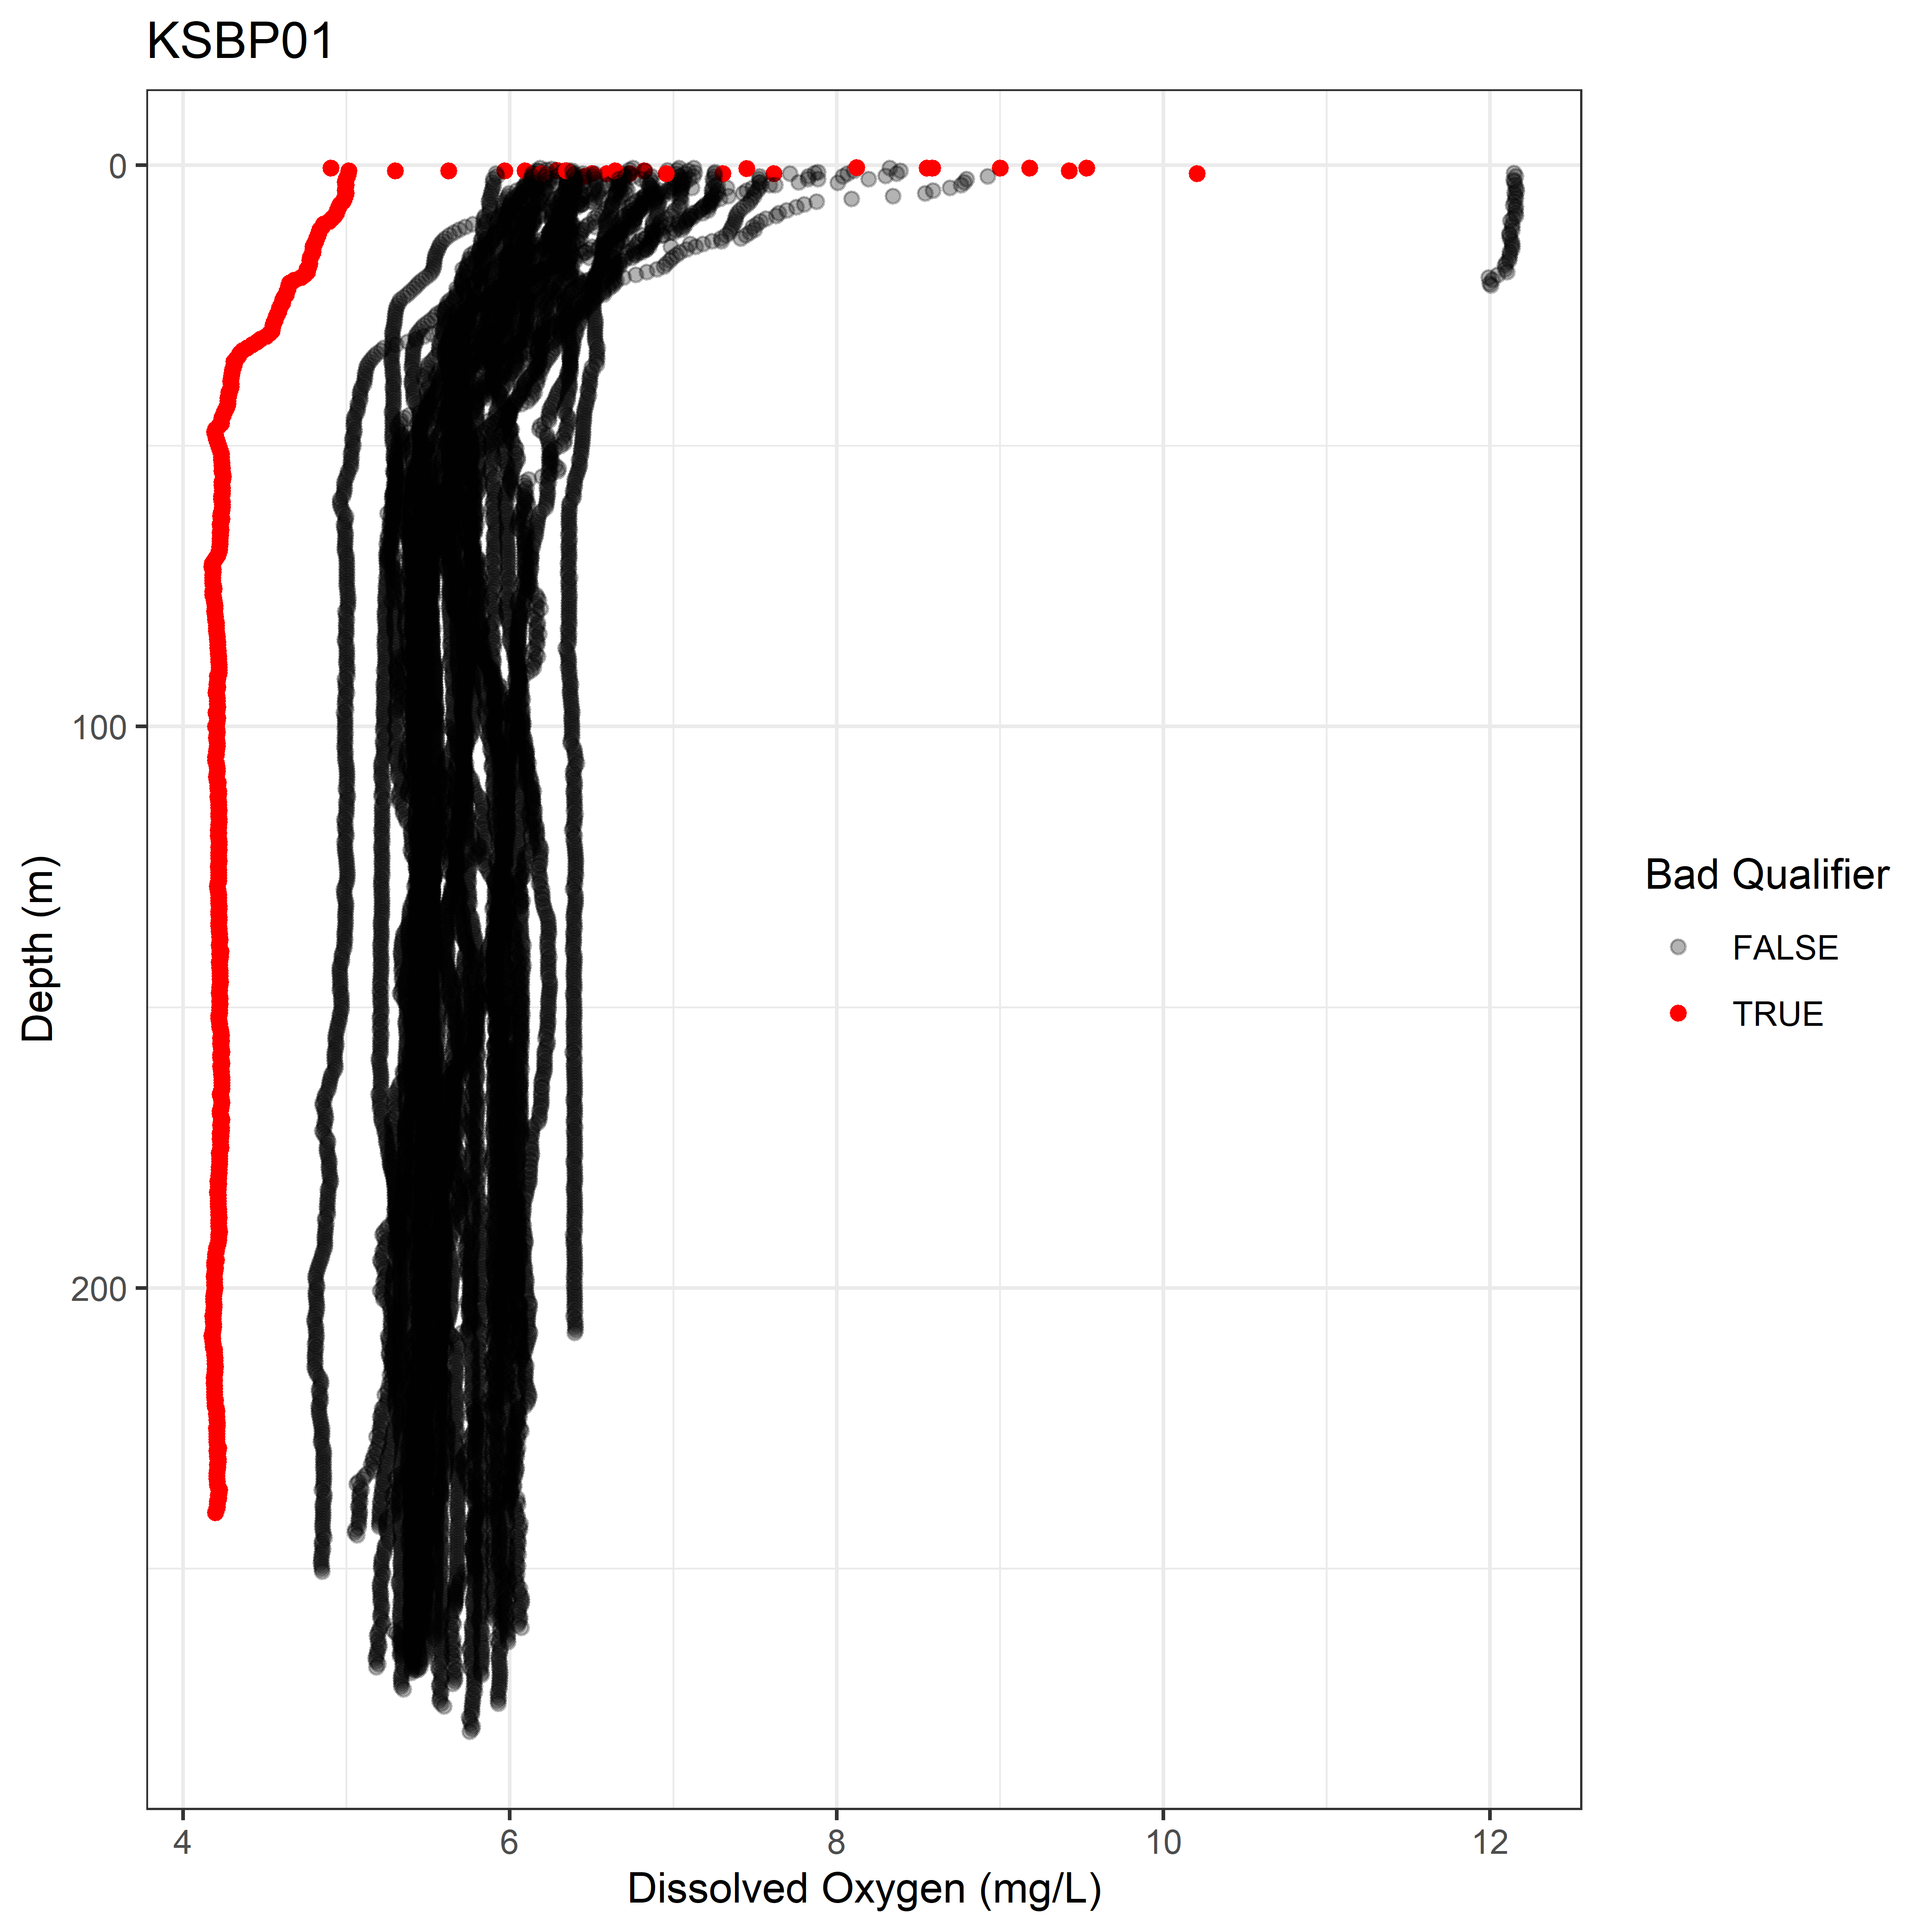 KSBP01
0
100
200
Depth (m)
4 6 8 10 12
Dissolved Oxygen (mg/L)
Bad Qualifier
FALSE
TRUE